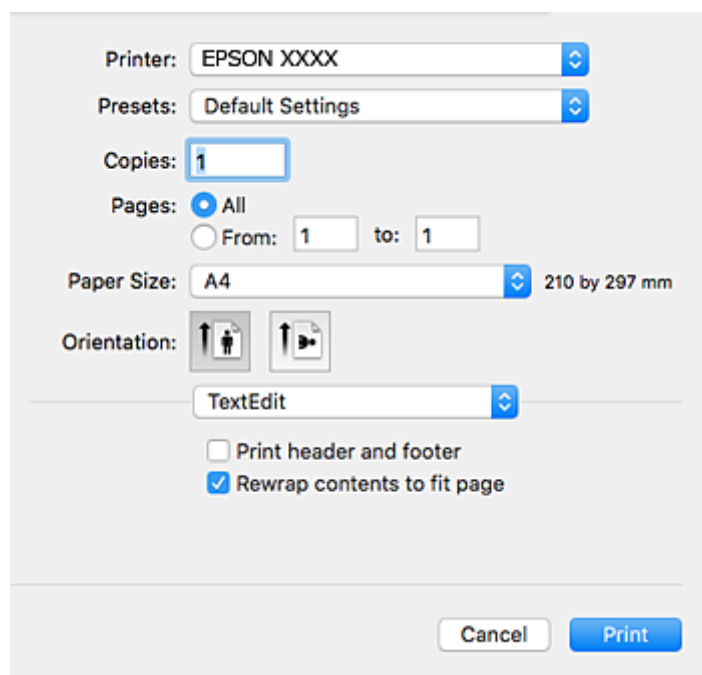 Printer: EPSON XXXX
Presets: Default Settings
Copies: 1
Pages: All
From: 1 to: 1
Paper Size: A4 210 by 297 mm
Orientation:
TextEdit
Print header and footer
Rewrap contents to fit page
Cancel Print